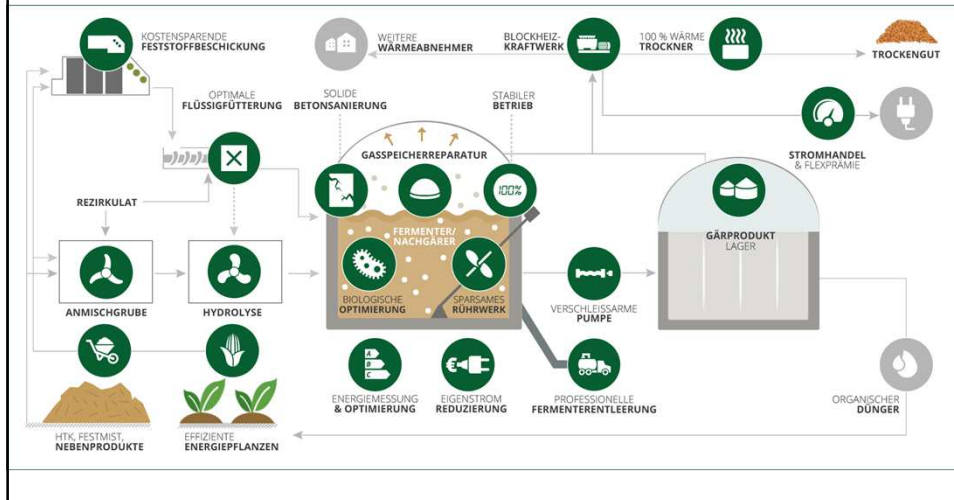 KOSTENSPARENDE
FESTSTOFFBESCHICKUNG
WEITERE
WÄRMEABNEHMER
BLOCKHEIZ-
KRAFTWERK
100 % WÄRME
TROCKNER
TROCKENGUT
OPTIMALE
FLÜSSIGFÜTTERUNG
SOLIDE
BETONSANIERUNG
STABILER
BETRIEB
GASSPEICHERREPARATUR
STROMHANDEL
& FLEXPRÄMIE
100%
REZIRKULAT
FERMENTER/
NACHGÄRER
GÄRPRODUKT
LAGER
BIOLOGISCHE
OPTIMIERUNG
SPARSAMES
RÜHRWERK
ANMISCHGRUBE
HYDROLYSE
VERSCHLEISSARME
PUMPE
A
B
C
€
ENERGIEMESSUNG
& OPTIMIERUNG
EIGENSTROM
REDUZIERUNG
PROFESSIONELLE
FERMENTERENTLEERUNG
ORGANISCHER
DÜNGER
HTK, FESTMIST,
NEBENPRODUKTE
EFFIZIENTE
ENERGIEPFLANZEN